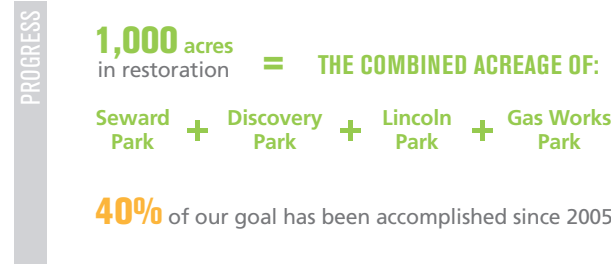 PROGRESS
1,000 acres
in restoration
= THE COMBINED ACREAGE OF:
Seward Park + Discovery Park + Lincoln Park + Gas Works Park
40% of our goal has been accomplished since 2005